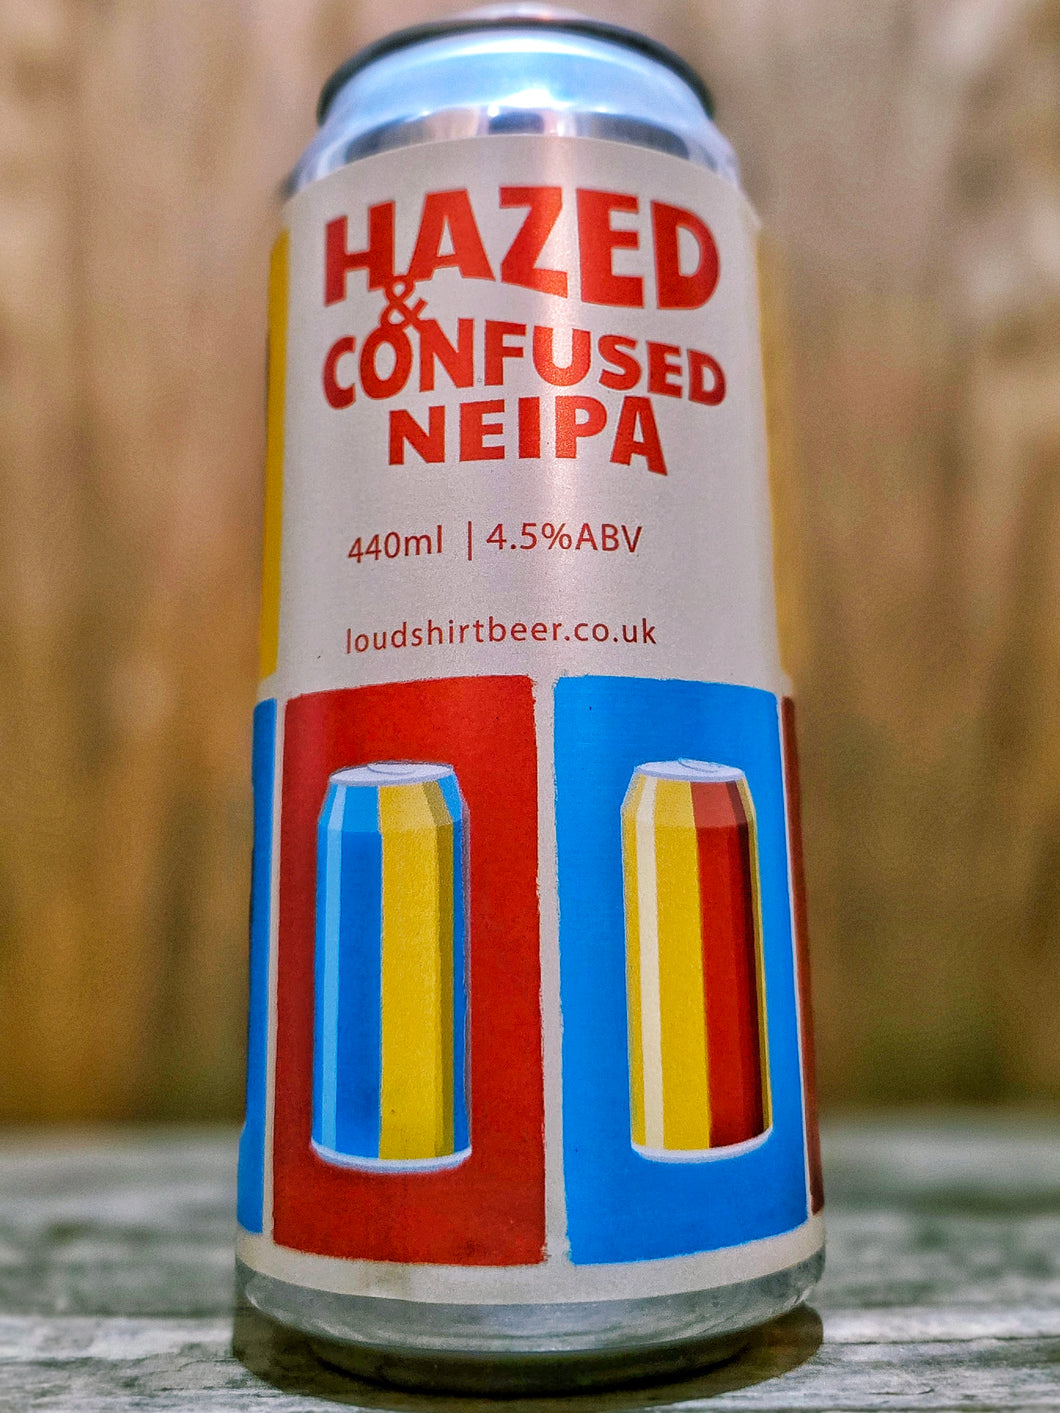 HAZED
&
CONFUSED
NEIPA
440ml | 4.5%ABV
loudshirtbeer.co.uk